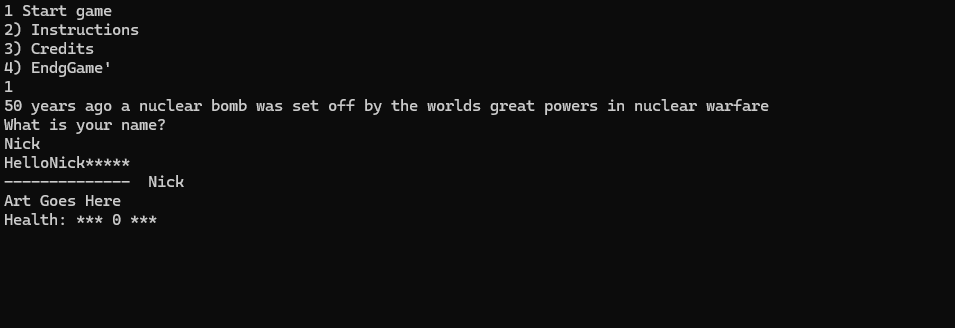 1 Start game
2) Instructions
3) Credits
4) EndgGame'
1
50 years ago a nuclear bomb was set off by the worlds great powers in nuclear warfare
What is your name?
Nick
HelloNick*****
--------------  Nick
Art Goes Here
Health: *** 0 ***